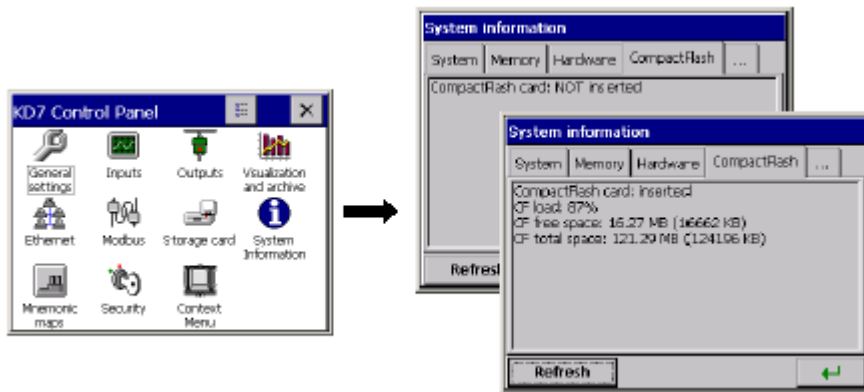 KD7 Control Panel
General settings
Inputs
Outputs
Visualization and archive
Ethernet
Modbus
Storage card
System Information
Mnemonic maps
Security
Context Menu
System information
System Memory Hardware CompactFlash ...
CompactFlash card: NOT inserted
Refresh
System information
System Memory Hardware CompactFlash ...
CompactFlash card: inserted
CF load: 87%
CF free space: 16.27 MB (16662 KB)
CF total space: 121.29 MB (124196 KB)
Refresh